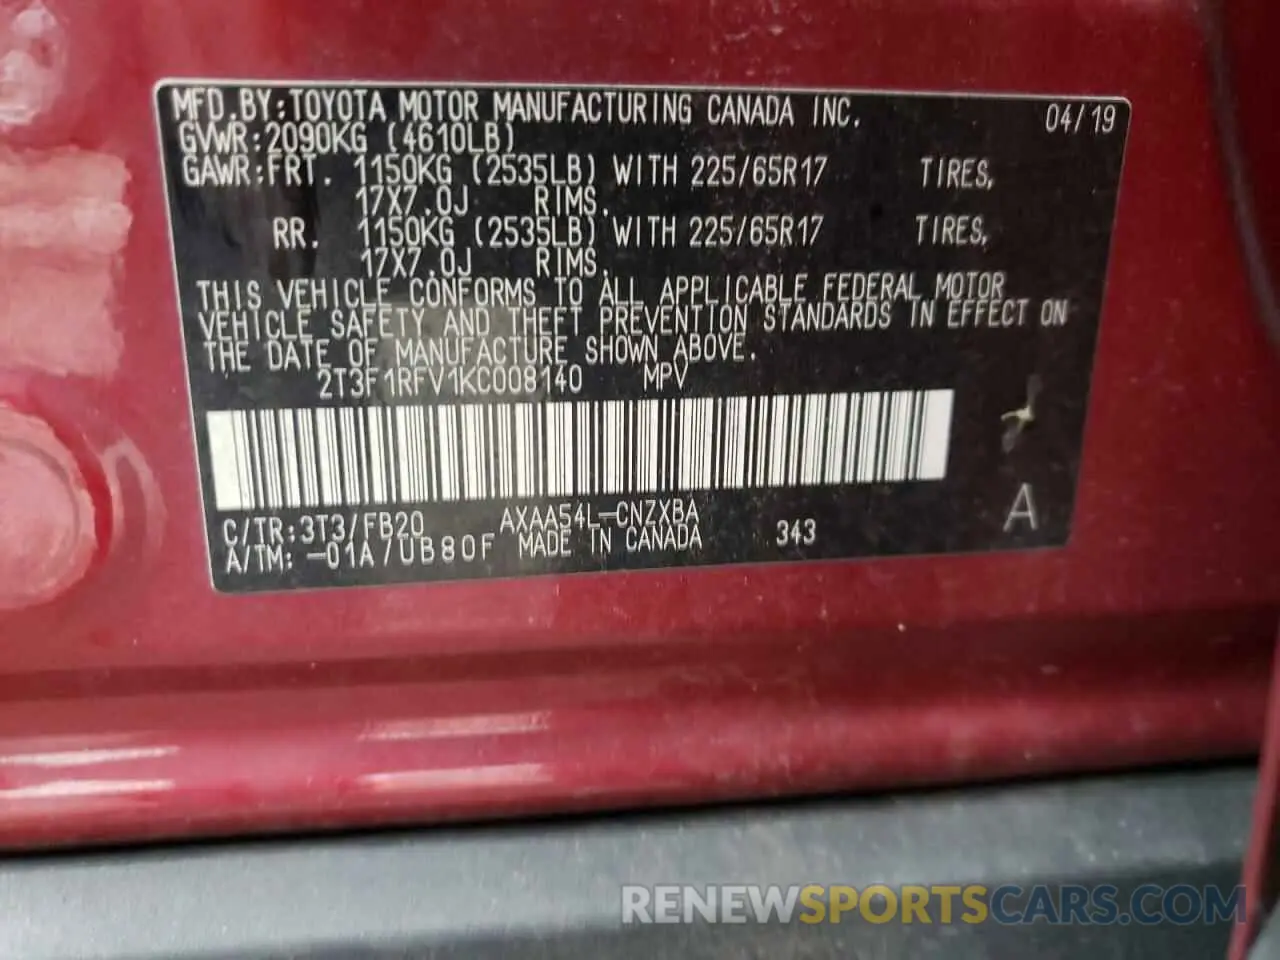 MFD.BY:TOYOTA MOTOR MANUFACTURING CANADA INC. 04/19
GVWR:2090KG (4610LB)
GAWR:FRT. 1150KG (2535LB) WITH 225/65R17 TIRES,
17X7.0J RIMS.
RR. 1150KG (2535LB) WITH 225/65R17 TIRES,
17X7.0J RIMS.
THIS VEHICLE CONFORMS TO ALL APPLICABLE FEDERAL MOTOR
VEHICLE SAFETY AND THEFT PREVENTION STANDARDS IN EFFECT ON
THE DATE OF MANUFACTURE SHOWN ABOVE.
2T3F1RFV1KC008140 MPV
C/TR:3T3/FB20 AXAA54L-CNZXBA
A/TM:-01A/UB80F MADE IN CANADA 343
A
RENEWSPORTSCARS.COM